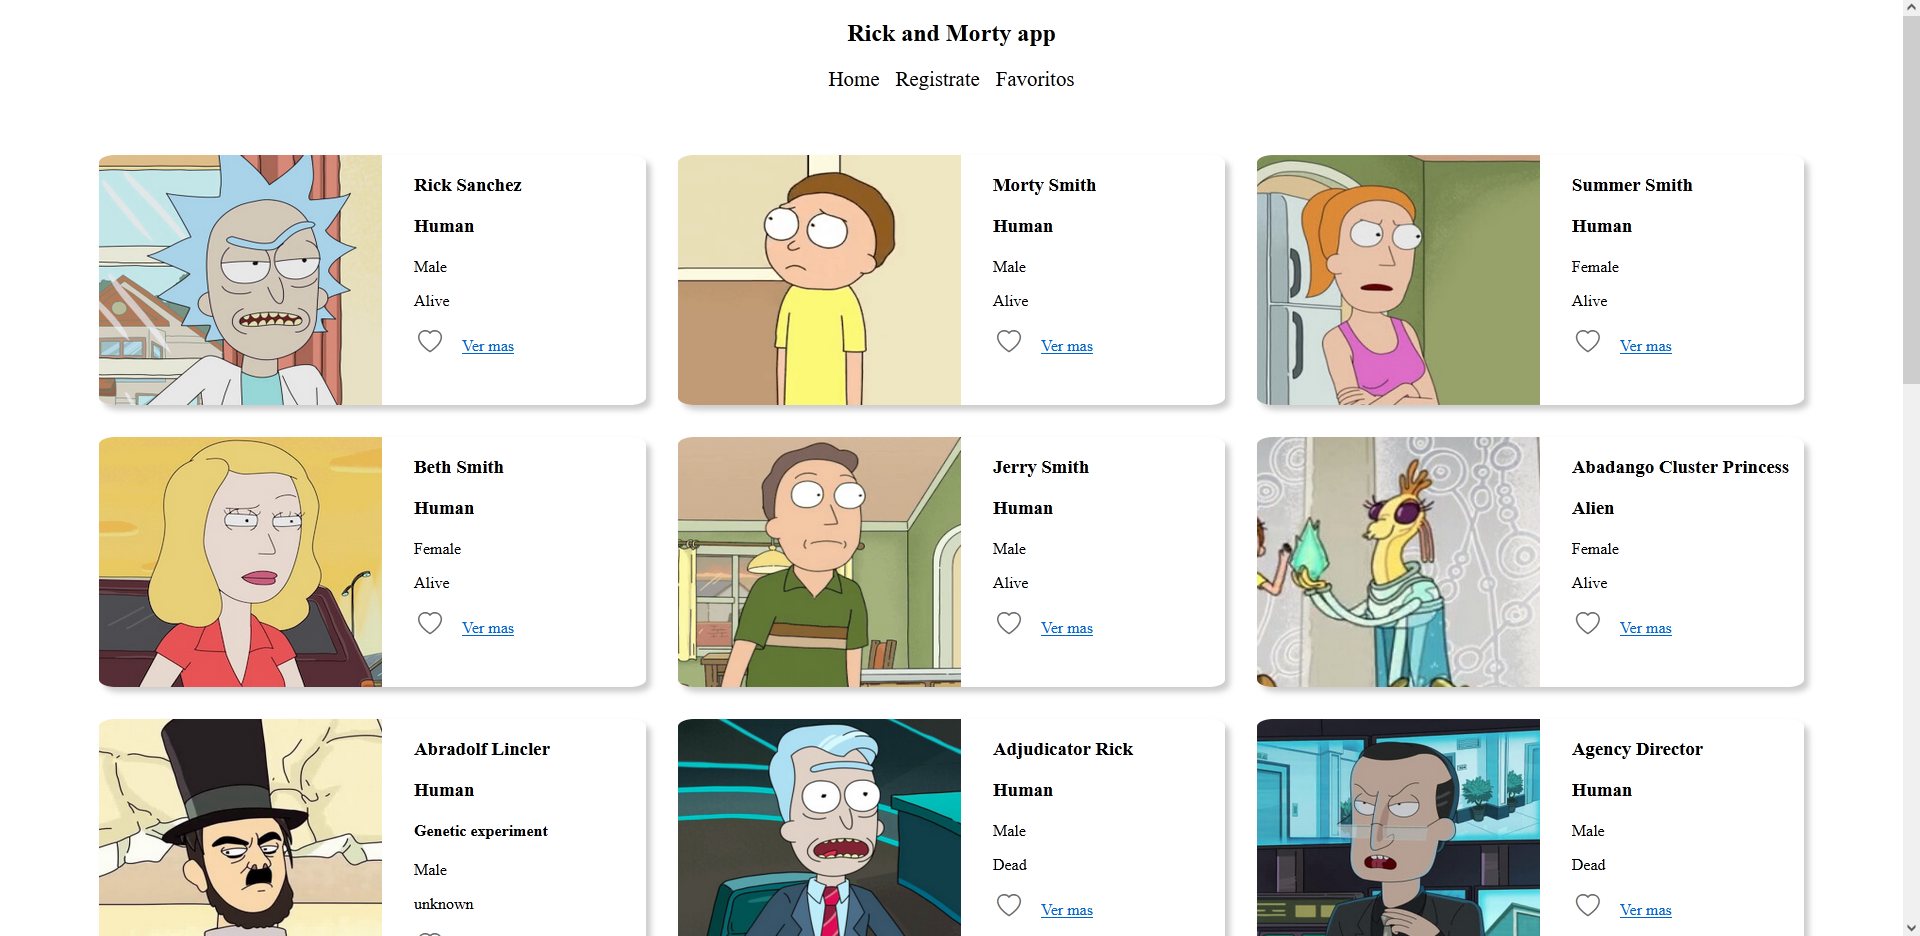 Rick and Morty app
Home Registrate Favoritos
Rick Sanchez
Human
Male
Alive
Ver mas
Morty Smith
Human
Male
Alive
Ver mas
Summer Smith
Human
Female
Alive
Ver mas
Beth Smith
Human
Female
Alive
Ver mas
Jerry Smith
Human
Male
Alive
Ver mas
Abadango Cluster Princess
Alien
Female
Alive
Ver mas
Abradolf Lincler
Human
Genetic experiment
Male
unknown
Adjudicator Rick
Human
Male
Dead
Ver mas
Agency Director
Human
Male
Dead
Ver mas